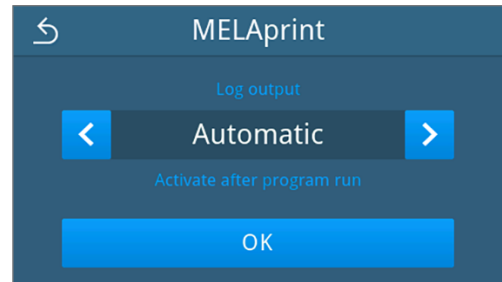 MELAprint
Log output
Automatic
Activate after program run
OK